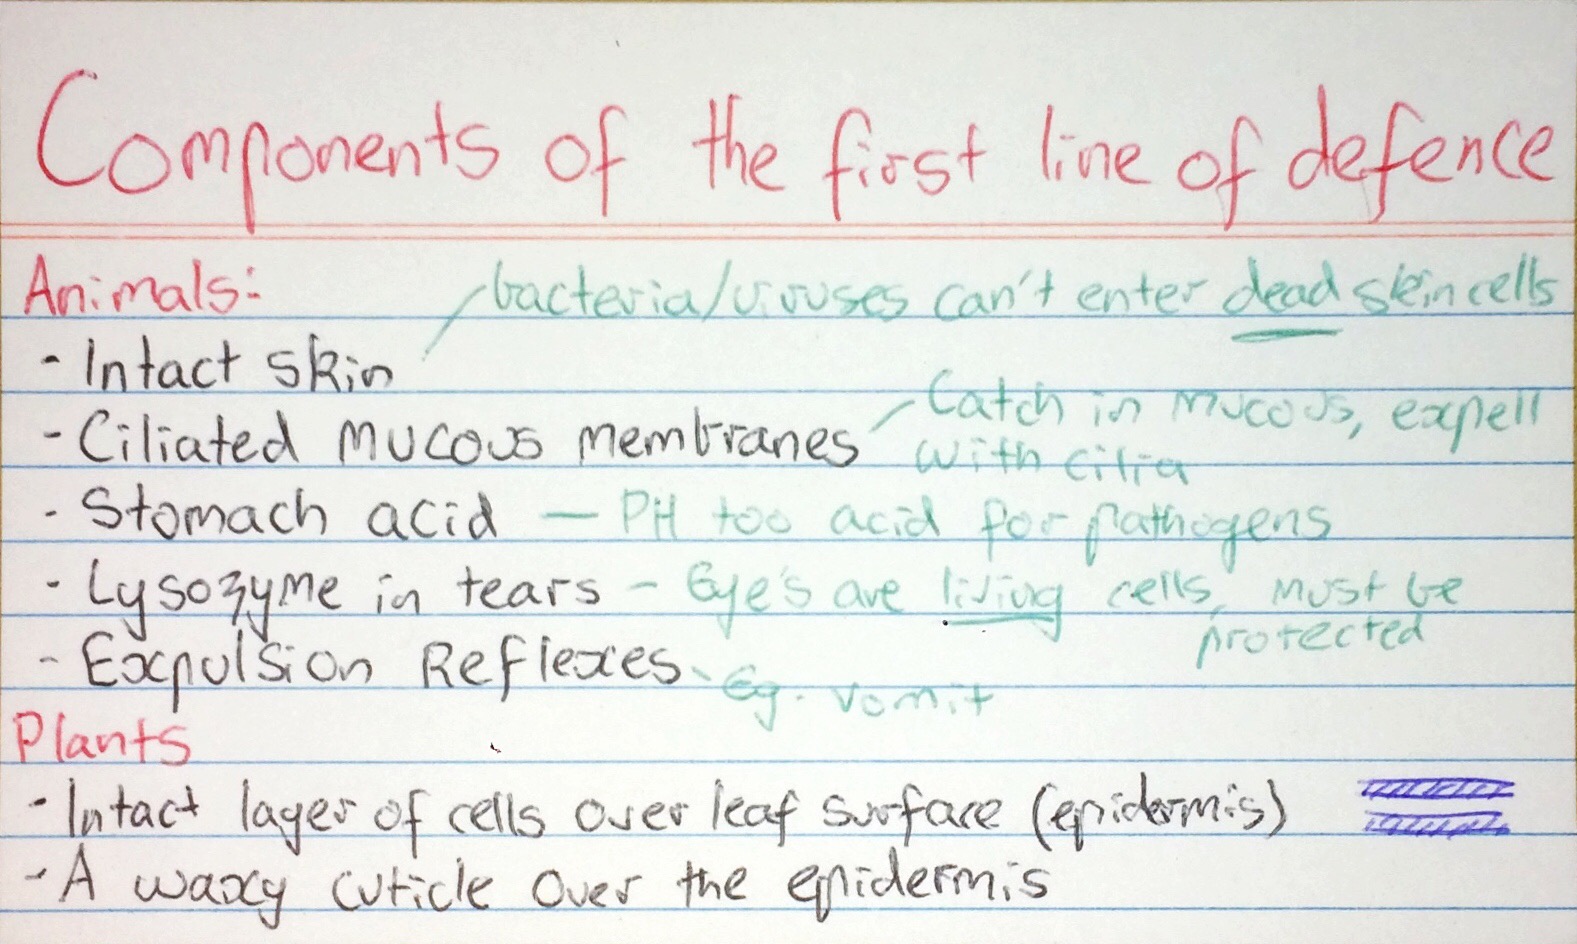 Components of the first line of defence
Animals:
bacteria/viruses can't enter dead skin cells
- Intact skin
- Ciliated mucous membranes
Catch in mucous, expell
with cilia
- Stomach acid — PH too acid for pathogens
- Lysozyme in tears - Eye's are living cells, must be
protected
- Expulsion Reflexes - Eg. vomit
Plants
- Intact layer of cells over leaf surface (epidermis)
- A waxy cuticle over the epidermis